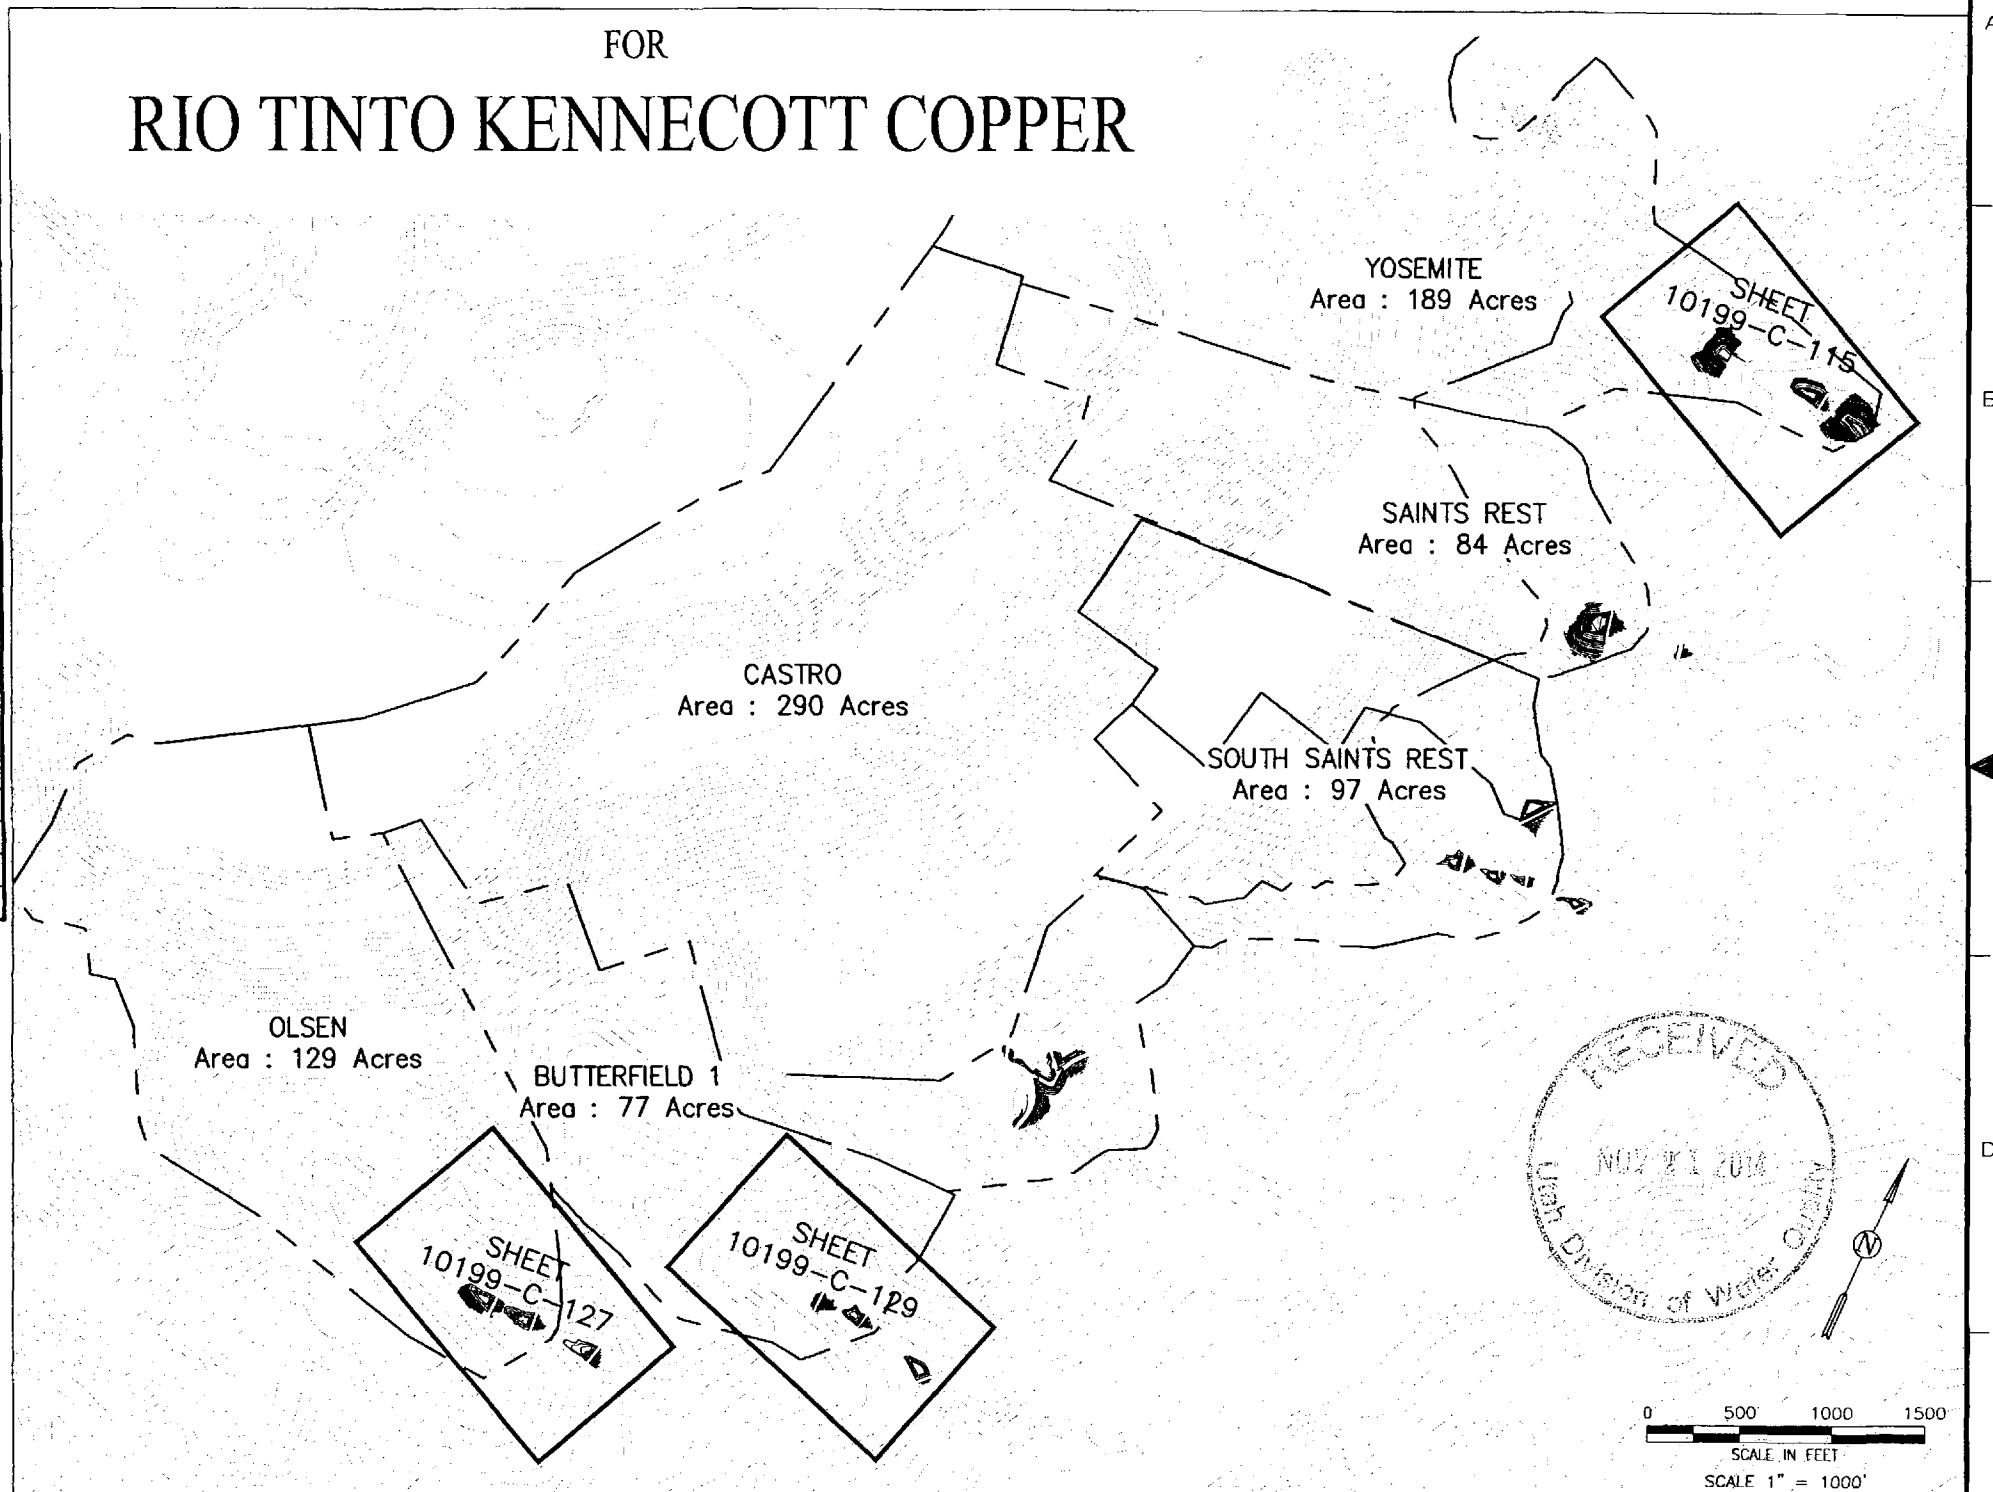 FOR
RIO TINTO KENNECOTT COPPER
YOSEMITE
Area : 189 Acres
SHEET
10199-C-115
SAINTS REST
Area : 84 Acres
CASTRO
Area : 290 Acres
SOUTH SAINTS REST
Area : 97 Acres
OLSEN
Area : 129 Acres
BUTTERFIELD 1
Area : 77 Acres
SHEET
10199-C-127
SHEET
10199-C-129
RECEIVED
NOV 2014
Utah Division of Water Quality
N
0 500 1000 1500
SCALE IN FEET
SCALE 1" = 1000'
D